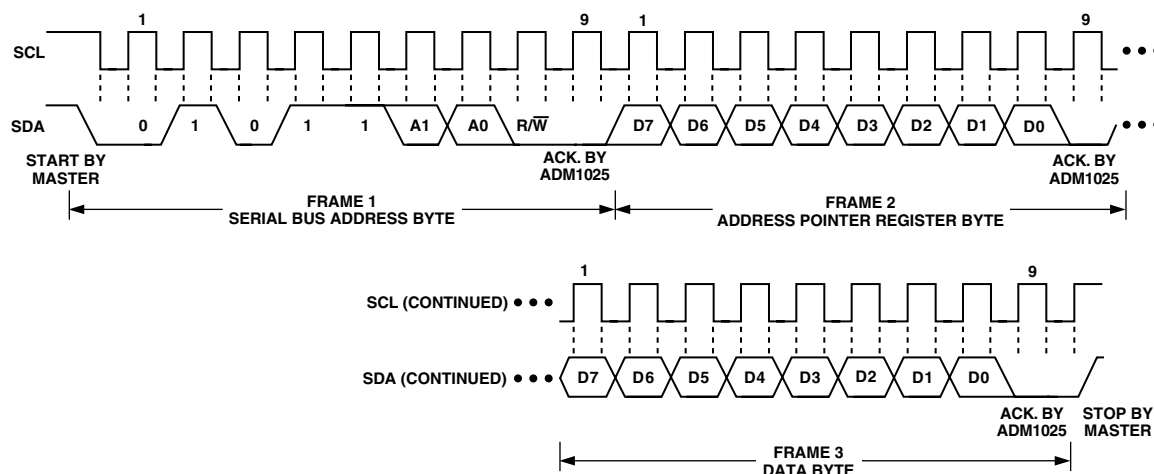 1 9 1 9
SCL
SDA 0 1 0 1 1 A1 A0 R/W̅ D7 D6 D5 D4 D3 D2 D1 D0
START BY
MASTER
ACK. BY
ADM1025
ACK. BY
ADM1025
FRAME 1
SERIAL BUS ADDRESS BYTE
FRAME 2
ADDRESS POINTER REGISTER BYTE
1 9
SCL (CONTINUED)
SDA (CONTINUED) D7 D6 D5 D4 D3 D2 D1 D0
ACK. BY
ADM1025
STOP BY
MASTER
FRAME 3
DATA BYTE